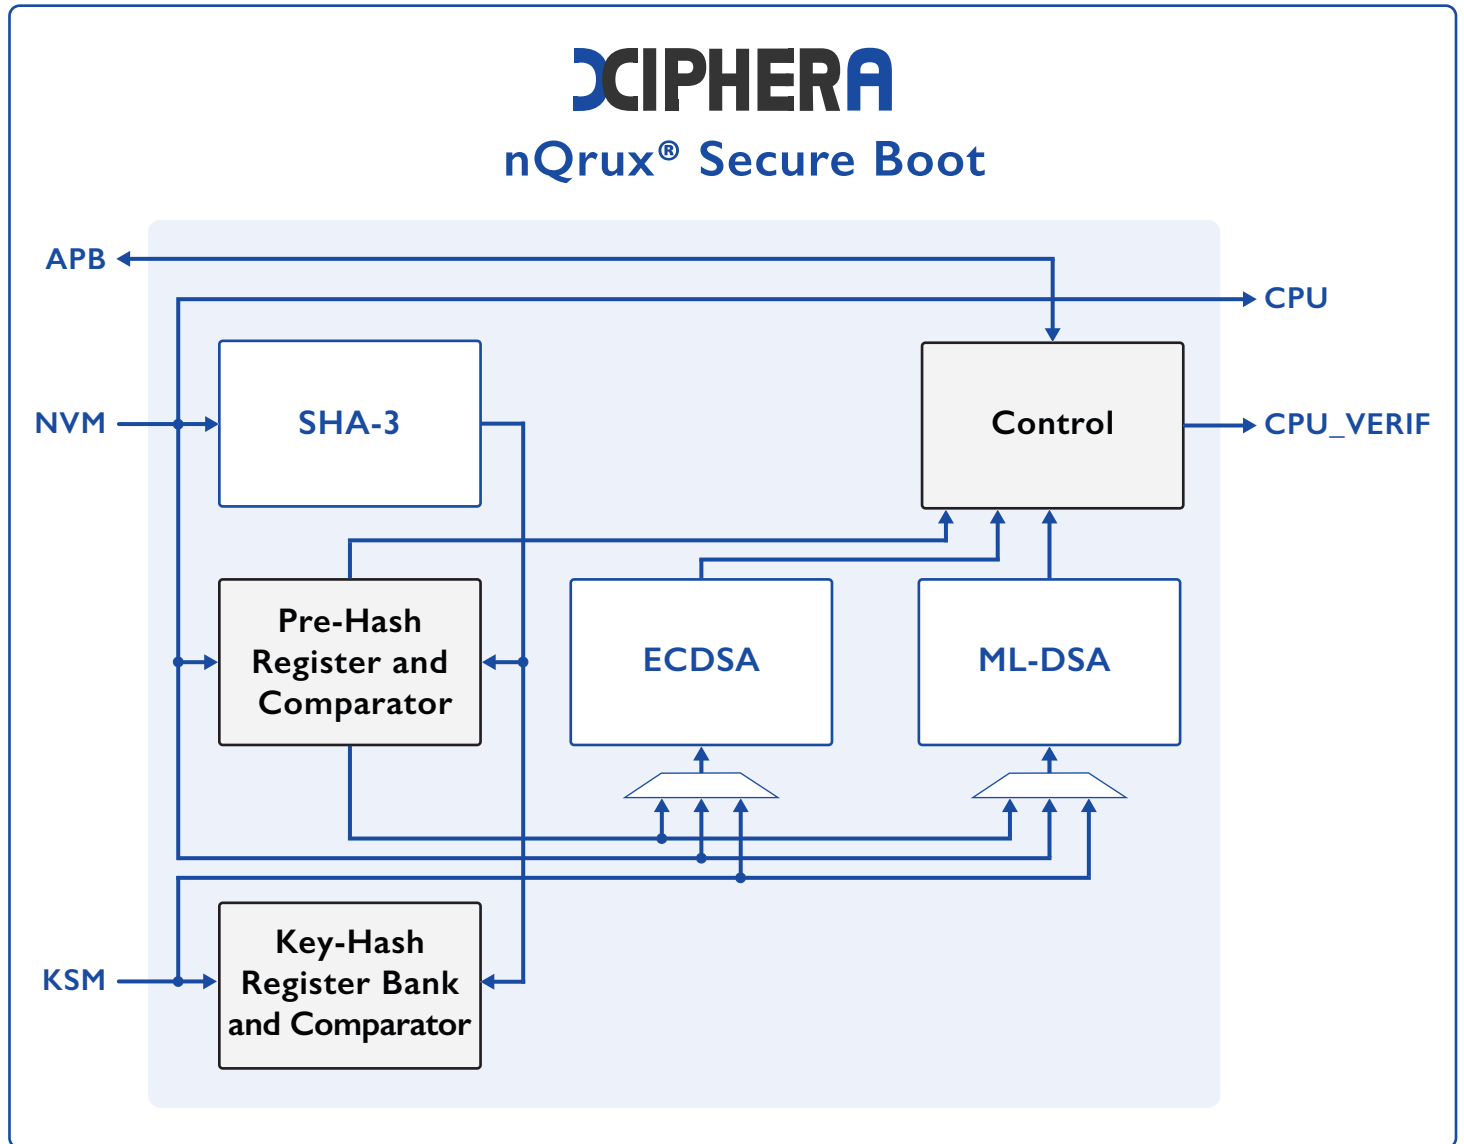 XIPHERA
nQrux® Secure Boot
APB
CPU
NVM
SHA-3
Control
CPU_VERIF
Pre-Hash
Register and
Comparator
ECDSA
ML-DSA
KSM
Key-Hash
Register Bank
and Comparator